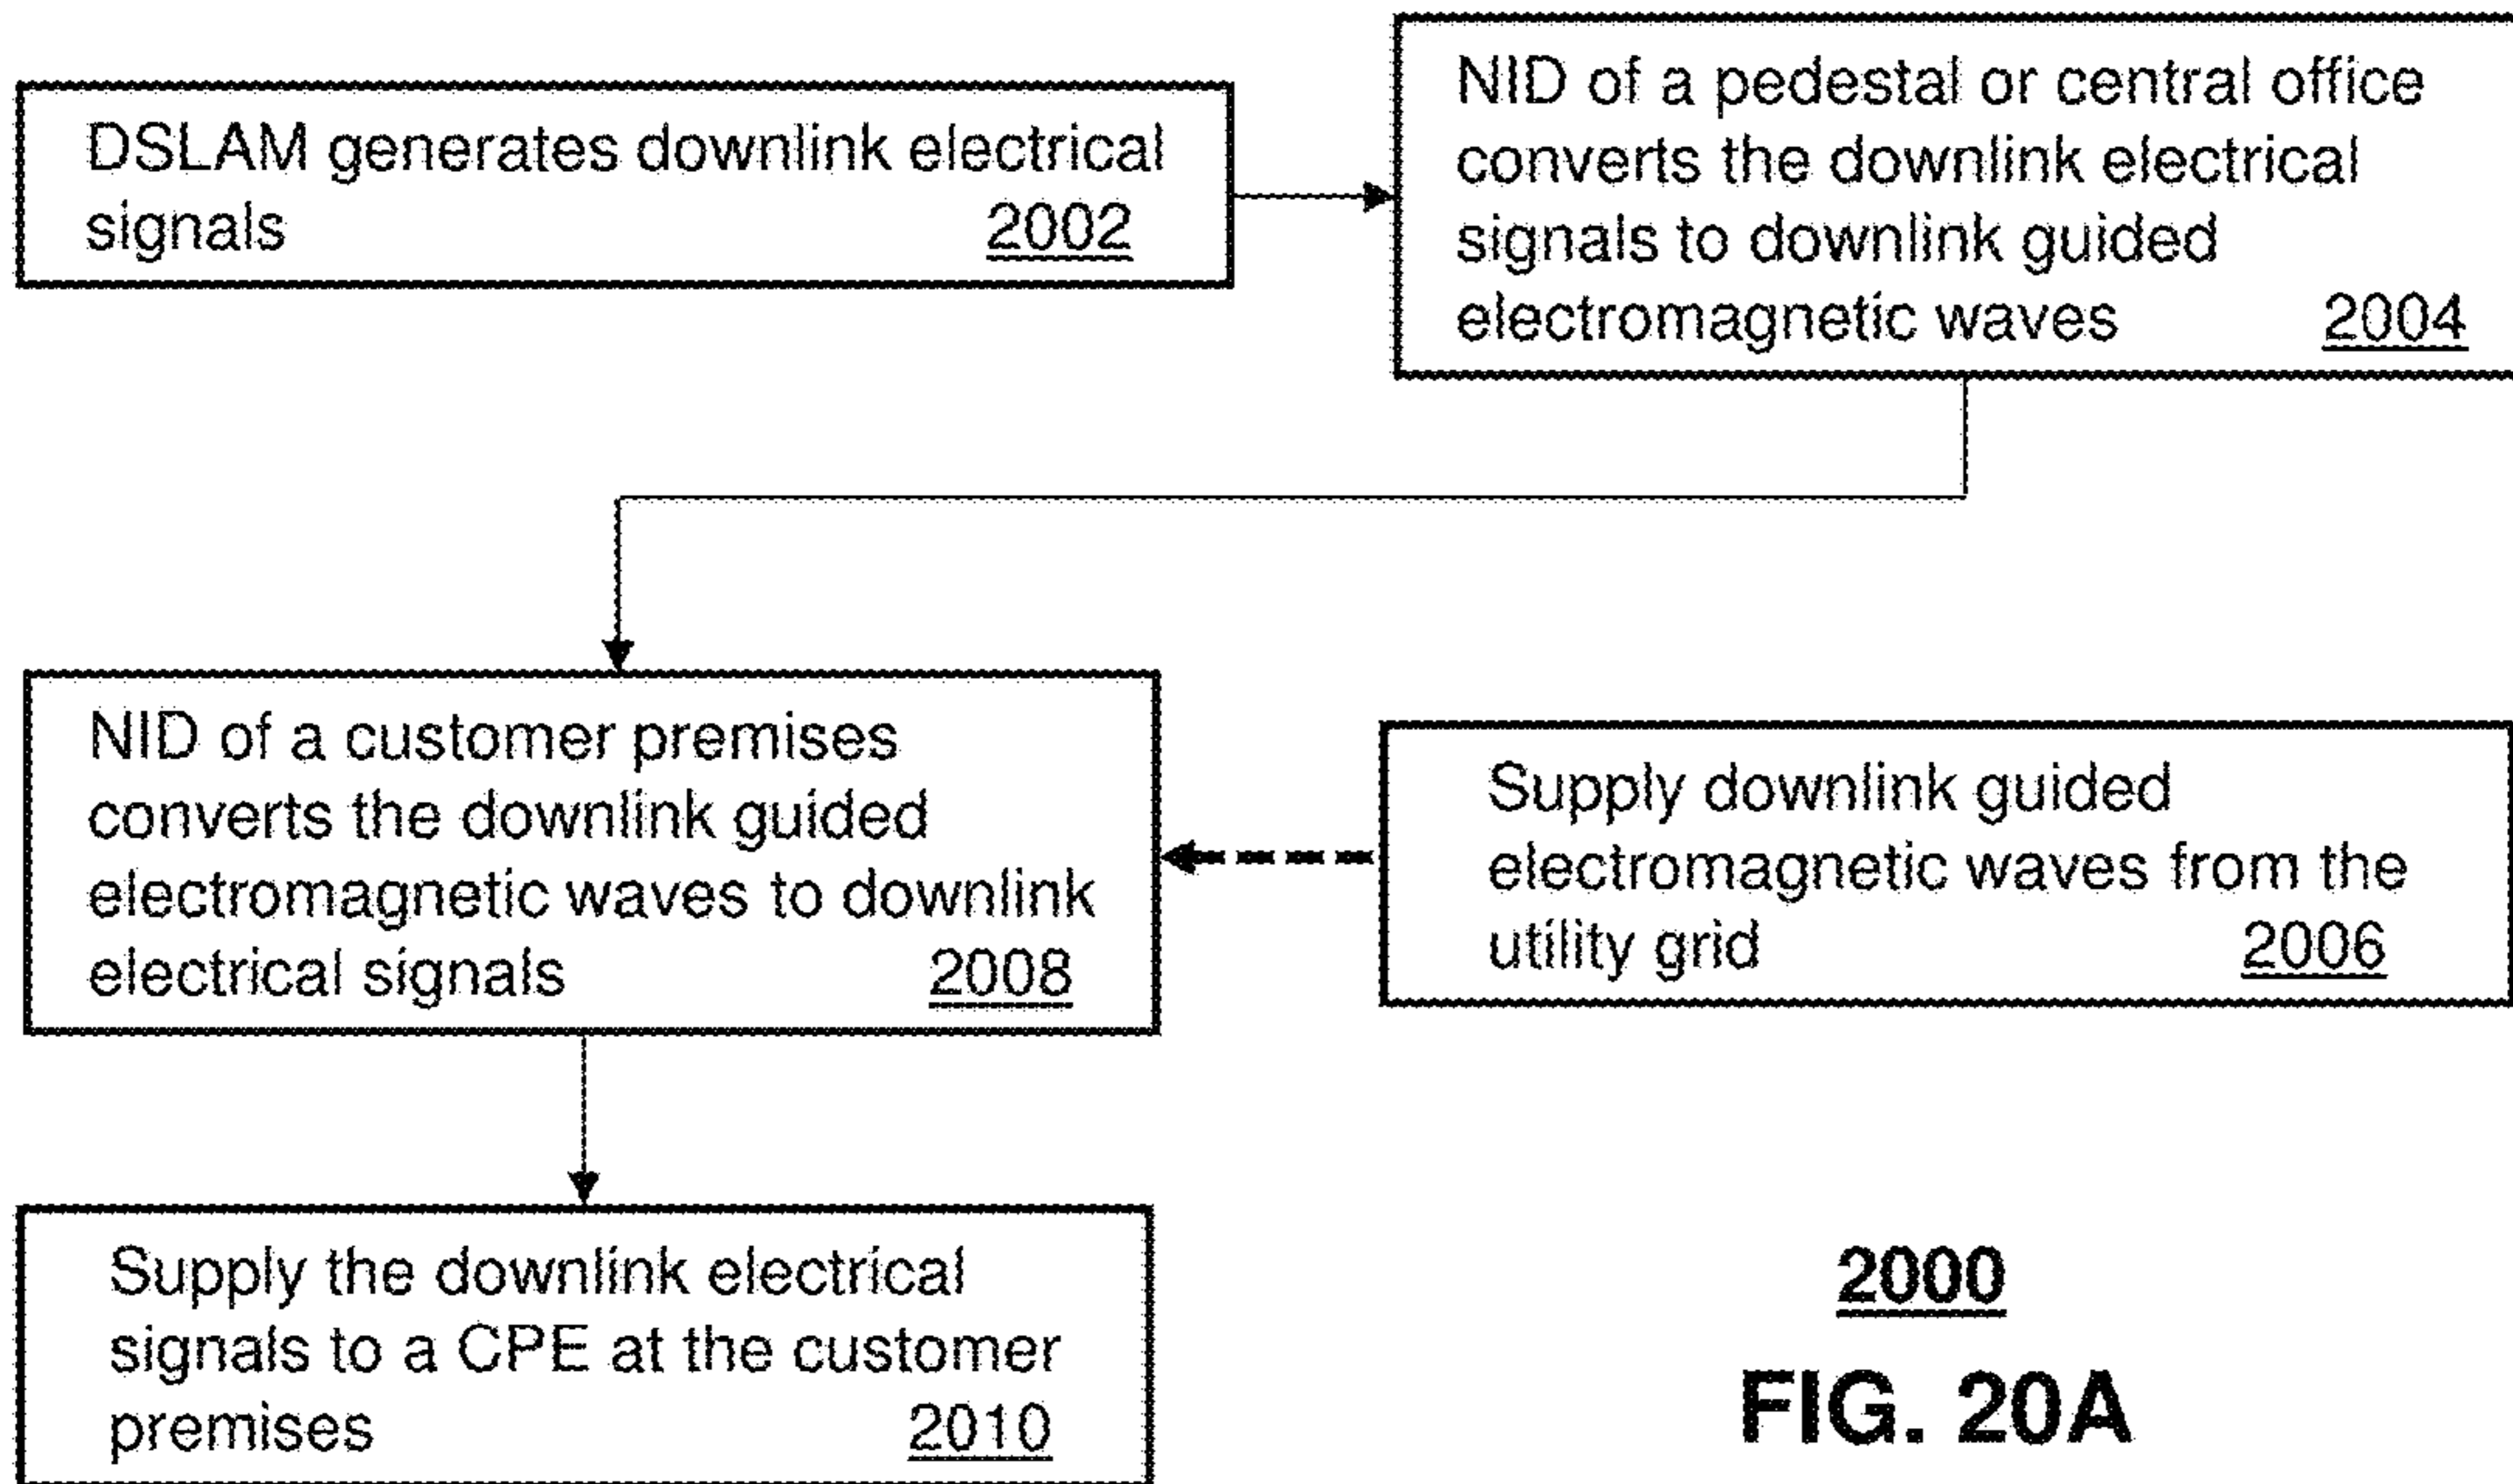 DSLAM generates downlink electrical
signals 2002
NID of a pedestal or central office
converts the downlink electrical
signals to downlink guided
electromagnetic waves 2004
NID of a customer premises
converts the downlink guided
electromagnetic waves to downlink
electrical signals 2008
Supply downlink guided
electromagnetic waves from the
utility grid 2006
Supply the downlink electrical
signals to a CPE at the customer
premises 2010
2000
FIG. 20A